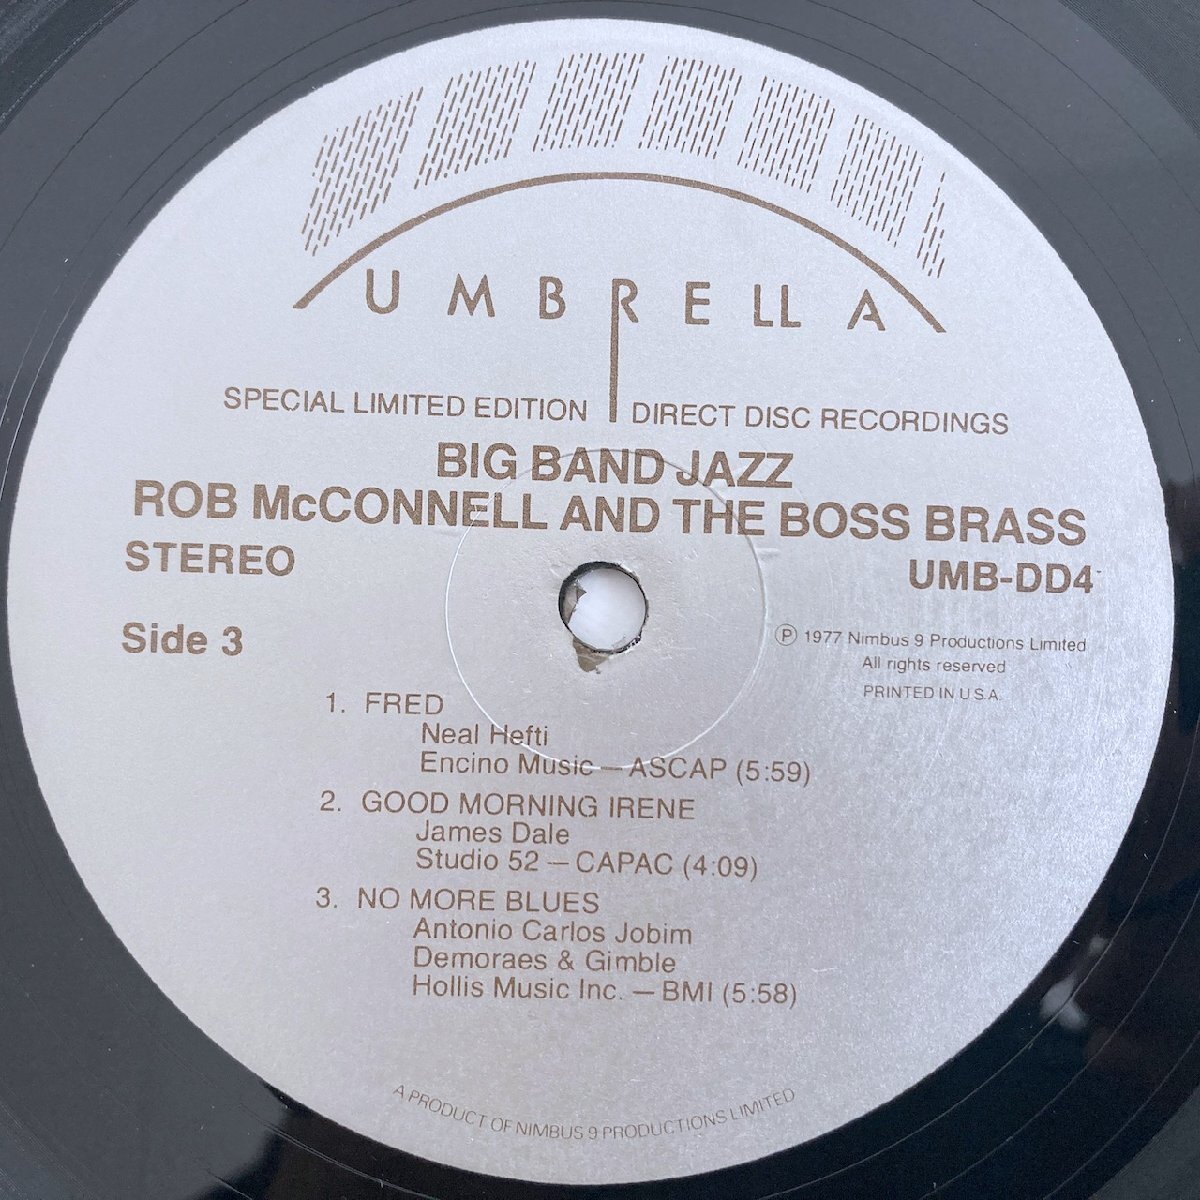 UMBRELLA
SPECIAL LIMITED EDITION DIRECT DISC RECORDINGS
BIG BAND JAZZ
ROB McCONNELL AND THE BOSS BRASS
STEREO UMB-DD4
Side 3
Ⓟ 1977 Nimbus 9 Productions Limited
All rights reserved
PRINTED IN U.S.A.
1. FRED
Neal Hefti
Encino Music — ASCAP (5:59)
2. GOOD MORNING IRENE
James Dale
Studio 52 — CAPAC (4:09)
3. NO MORE BLUES
Antonio Carlos Jobim
Demoraes & Gimble
Hollis Music Inc. — BMI (5:58)
A PRODUCT OF NIMBUS 9 PRODUCTIONS LIMITED